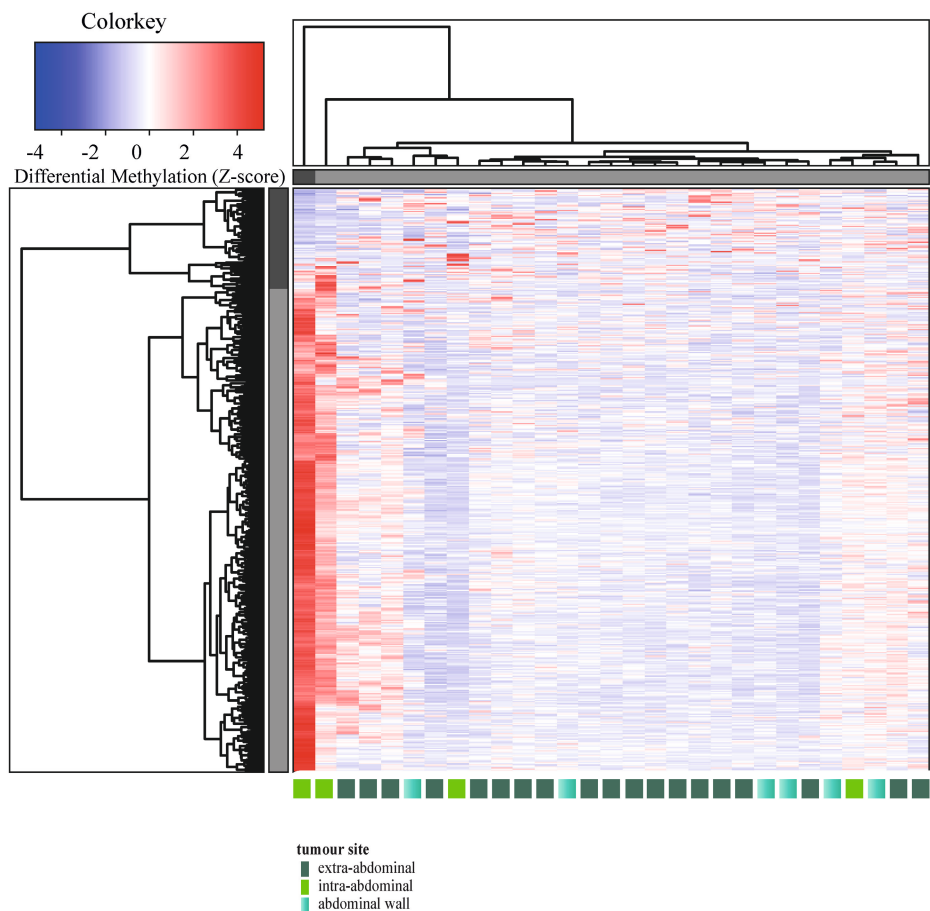 Colorkey
-4 -2 0 2 4
Differential Methylation (Z-score)
tumour site
extra-abdominal
intra-abdominal
abdominal wall